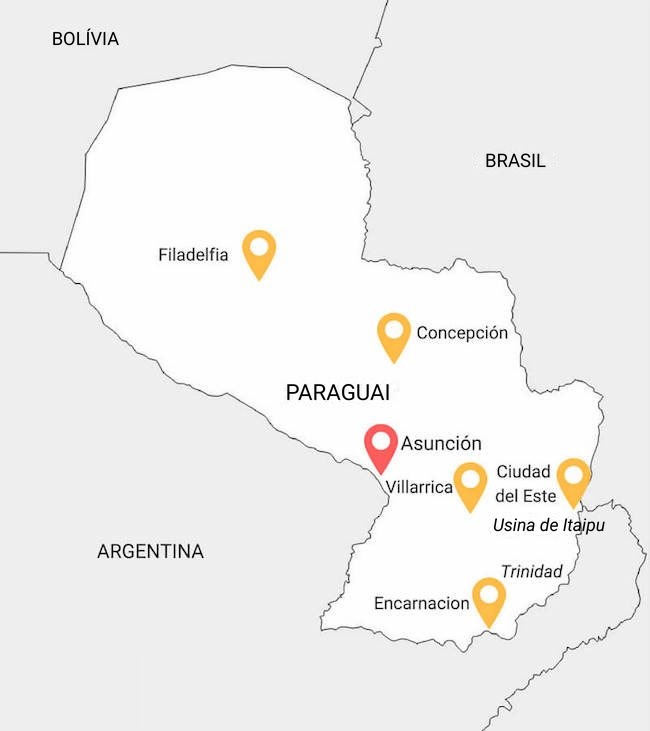 BOLÍVIA
BRASIL
Filadelfia
Concepción
PARAGUAI
Asunción
Villarrica
Ciudad
del Este
Usina de Itaipu
ARGENTINA
Trinidad
Encarnacion